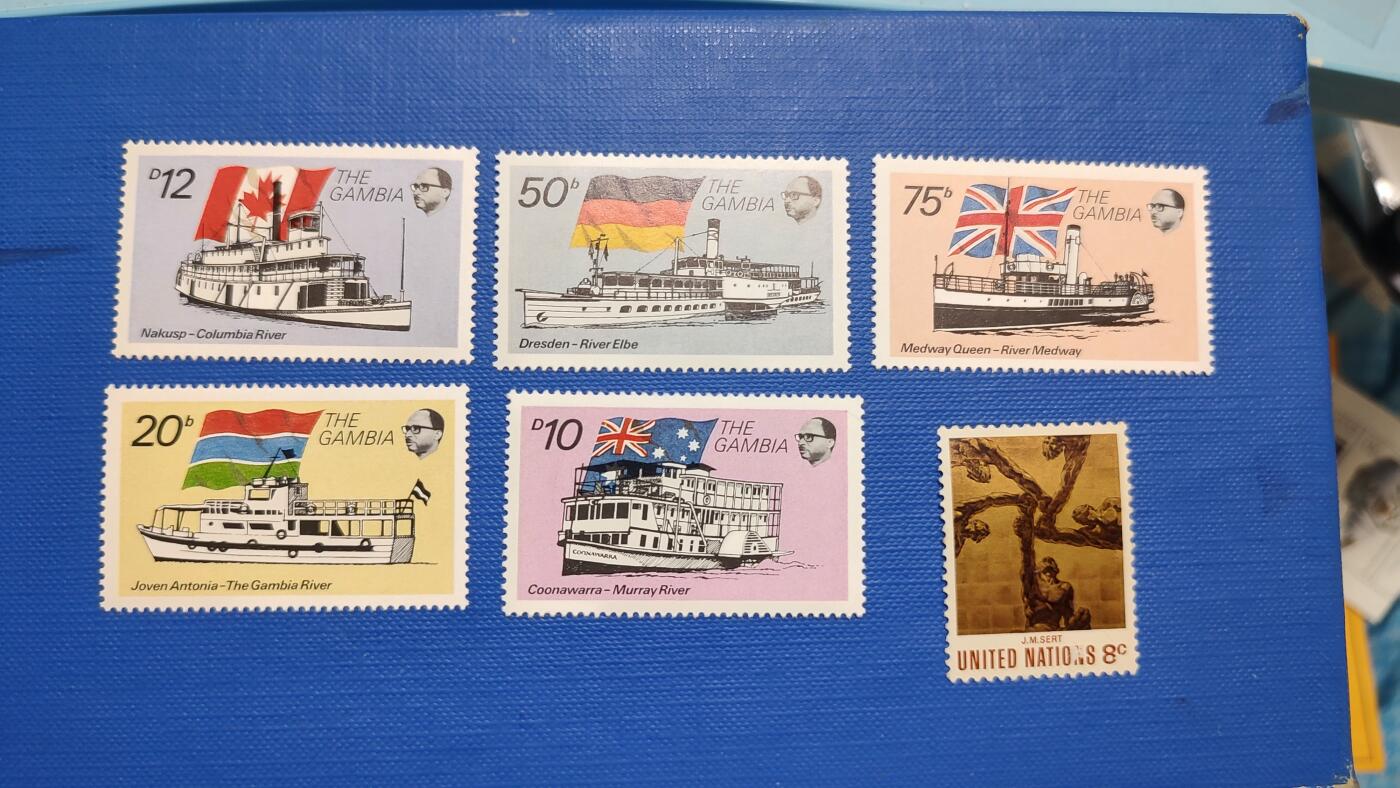 D12
THE
GAMBIA
Nakusp – Columbia River
50b
THE
GAMBIA
Dresden – River Elbe
75b
THE
GAMBIA
Medway Queen – River Medway
20b
THE
GAMBIA
Joven Antonia – The Gambia River
D10
THE
GAMBIA
COONAWARRA
Coonawarra – Murray River
J.M.SERT
UNITED NATIONS 8c